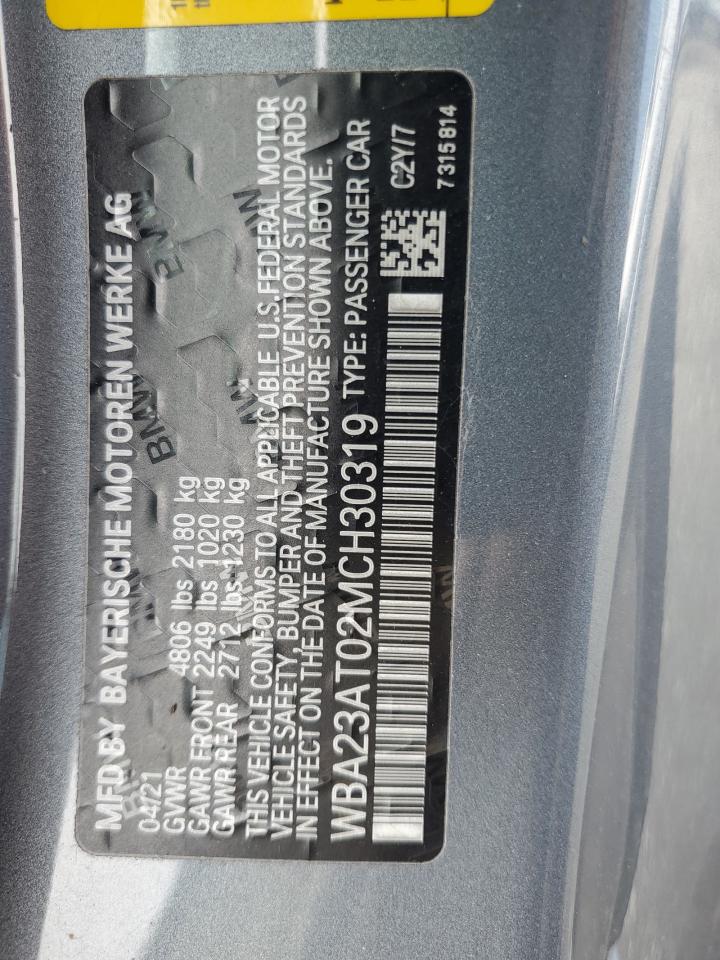 MFD BY BAYERISCHE MOTOREN WERKE AG
04/21
GVWR 4806 lbs 2180 kg
GAWR FRONT 2249 lbs 1020 kg
GAWR REAR 2712 lbs 1230 kg
THIS VEHICLE CONFORMS TO ALL APPLICABLE U.S. FEDERAL MOTOR
VEHICLE SAFETY, BUMPER AND THEFT PREVENTION STANDARDS
IN EFFECT ON THE DATE OF MANUFACTURE SHOWN ABOVE.
WBA23AT02MCH30319 TYPE: PASSENGER CAR
C2Y/7
7 315 814